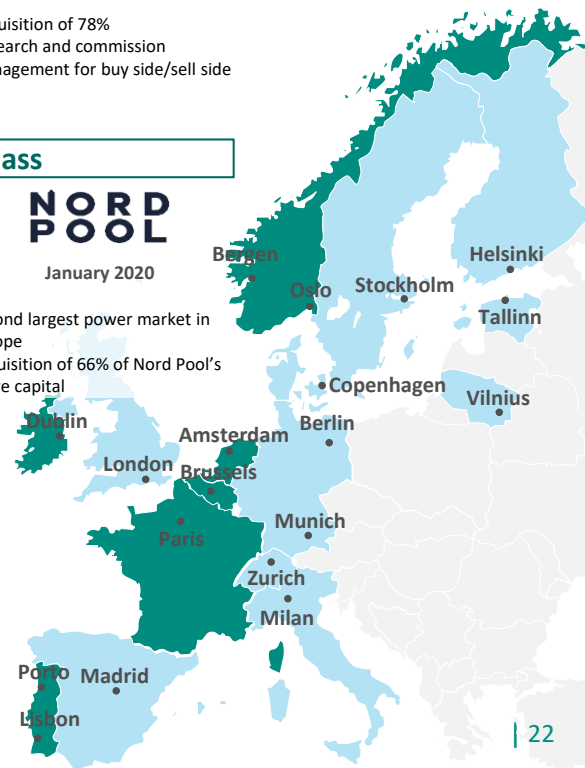 uisition of 78%
earch and commission
nagement for buy side/sell side
ass
NORD
POOL
January 2020
ond largest power market in
ope
uisition of 66% of Nord Pool's
re capital
Bergen
Oslo
Stockholm
Helsinki
Tallinn
Copenhagen
Vilnius
Dublin
Amsterdam
Berlin
London
Brussels
Paris
Munich
Zurich
Milan
Porto
Madrid
Lisbon
| 22